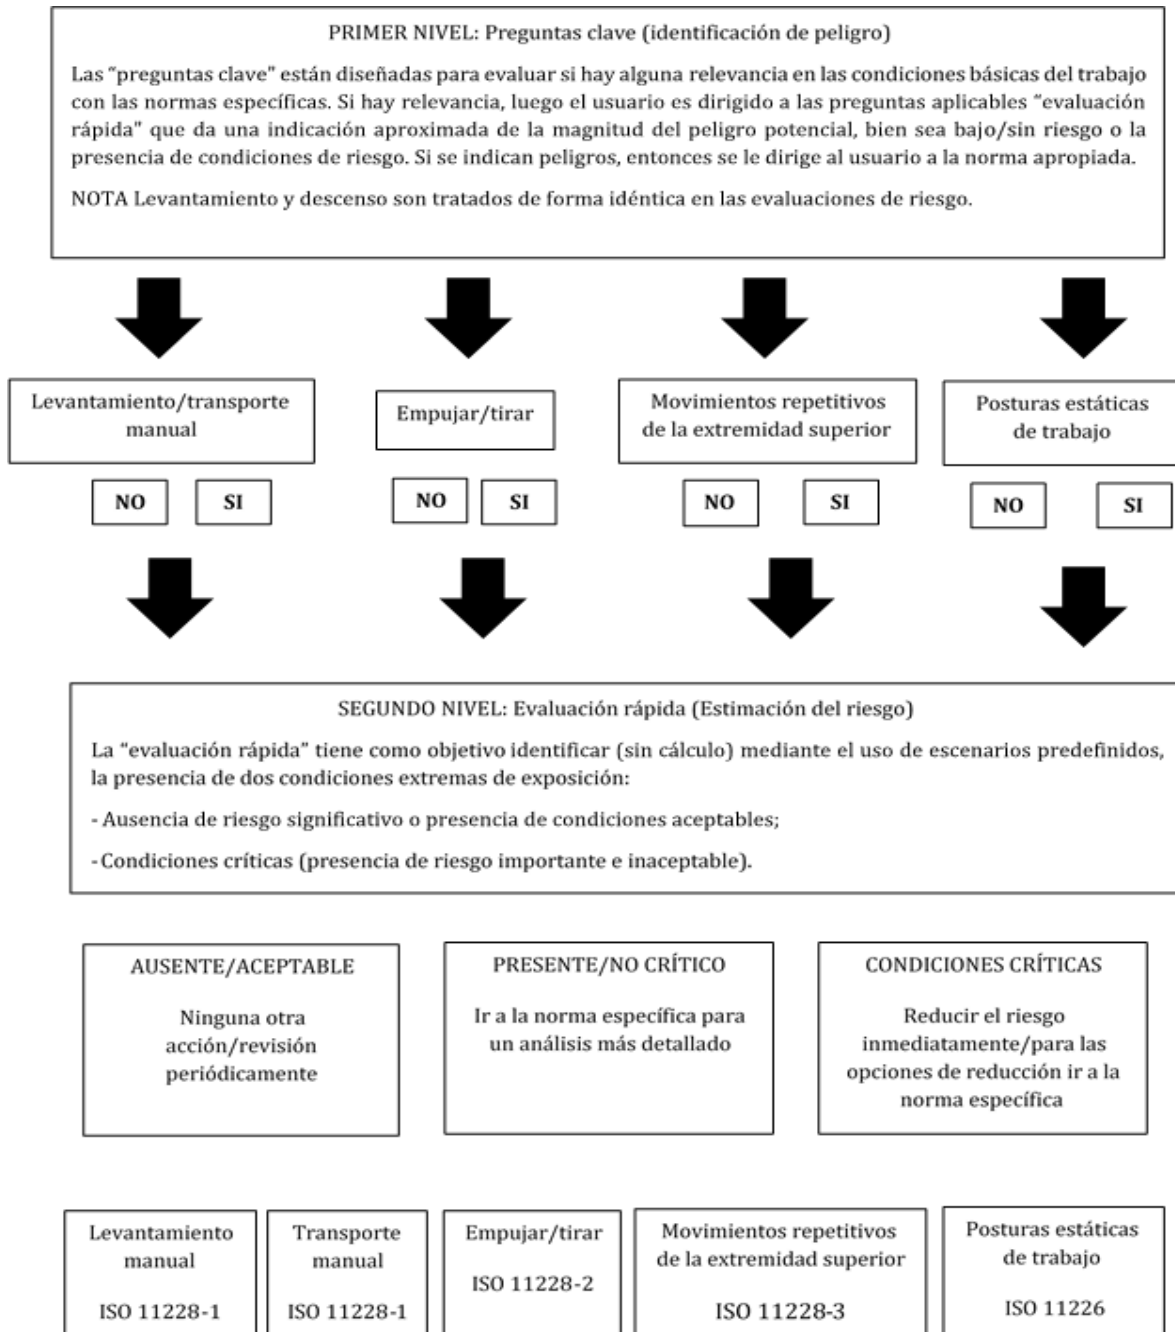 PRIMER NIVEL: Preguntas clave (identificación de peligro)
Las “preguntas clave” están diseñadas para evaluar si hay alguna relevancia en las condiciones básicas del trabajo
con las normas específicas. Si hay relevancia, luego el usuario es dirigido a las preguntas aplicables “evaluación
rápida” que da una indicación aproximada de la magnitud del peligro potencial, bien sea bajo/sin riesgo o la
presencia de condiciones de riesgo. Si se indican peligros, entonces se le dirige al usuario a la norma apropiada.
NOTA Levantamiento y descenso son tratados de forma idéntica en las evaluaciones de riesgo.
Levantamiento/transporte
manual
Empujar/tirar
Movimientos repetitivos
de la extremidad superior
Posturas estáticas
de trabajo
NO
SI
NO
SI
NO
SI
NO
SI
SEGUNDO NIVEL: Evaluación rápida (Estimación del riesgo)
La “evaluación rápida” tiene como objetivo identificar (sin cálculo) mediante el uso de escenarios predefinidos,
la presencia de dos condiciones extremas de exposición:
- Ausencia de riesgo significativo o presencia de condiciones aceptables;
- Condiciones críticas (presencia de riesgo importante e inaceptable).
AUSENTE/ACEPTABLE
Ninguna otra
acción/revisión
periódicamente
PRESENTE/NO CRÍTICO
Ir a la norma específica para
un análisis más detallado
CONDICIONES CRÍTICAS
Reducir el riesgo
inmediatamente/para las
opciones de reducción ir a la
norma específica
Levantamiento
manual
ISO 11228-1
Transporte
manual
ISO 11228-1
Empujar/tirar
ISO 11228-2
Movimientos repetitivos
de la extremidad superior
ISO 11228-3
Posturas estáticas
de trabajo
ISO 11226